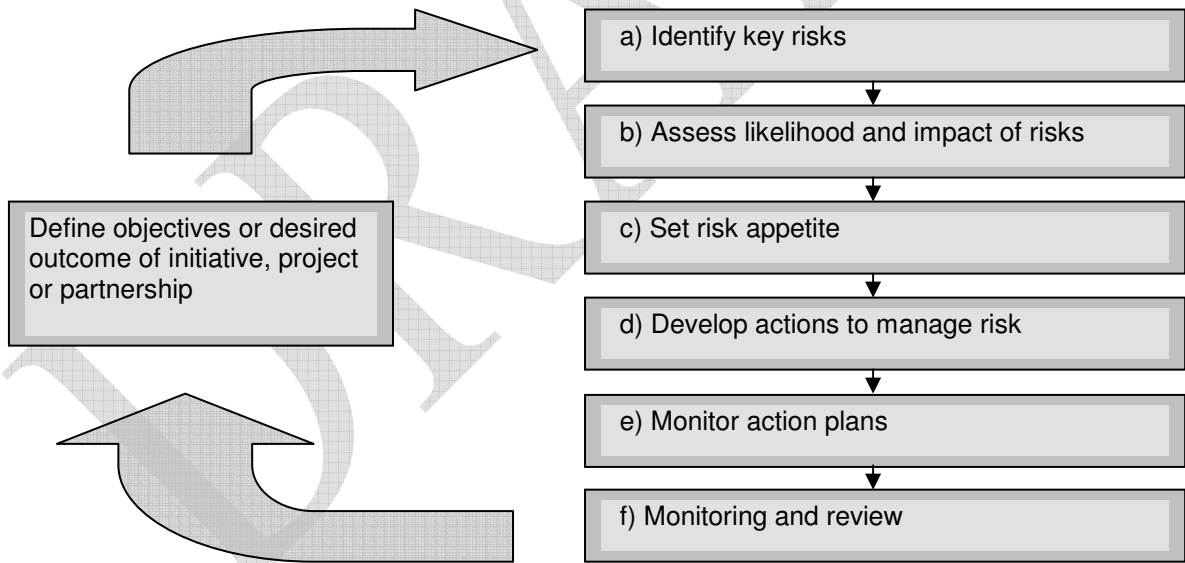 a) Identify key risks
b) Assess likelihood and impact of risks
Define objectives or desired
outcome of initiative, project
or partnership
c) Set risk appetite
d) Develop actions to manage risk
e) Monitor action plans
f) Monitoring and review